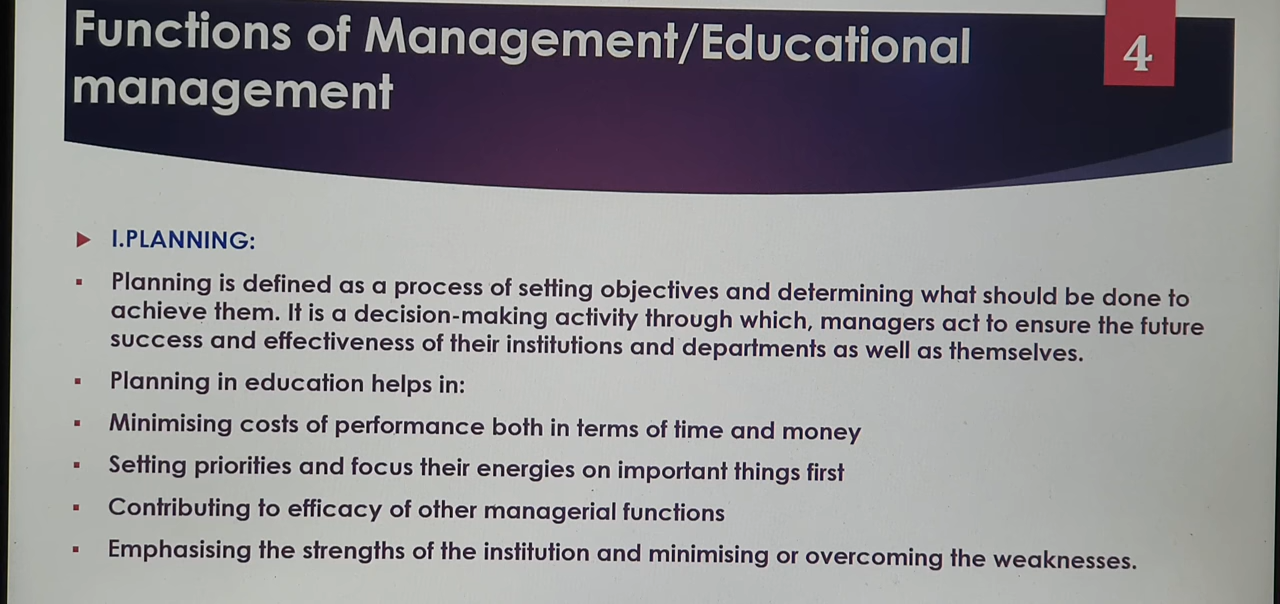 Functions of Management/Educational
management
4
I.PLANNING:
Planning is defined as a process of setting objectives and determining what should be done to
achieve them. It is a decision-making activity through which, managers act to ensure the future
success and effectiveness of their institutions and departments as well as themselves.
Planning in education helps in:
Minimising costs of performance both in terms of time and money
Setting priorities and focus their energies on important things first
Contributing to efficacy of other managerial functions
Emphasising the strengths of the institution and minimising or overcoming the weaknesses.